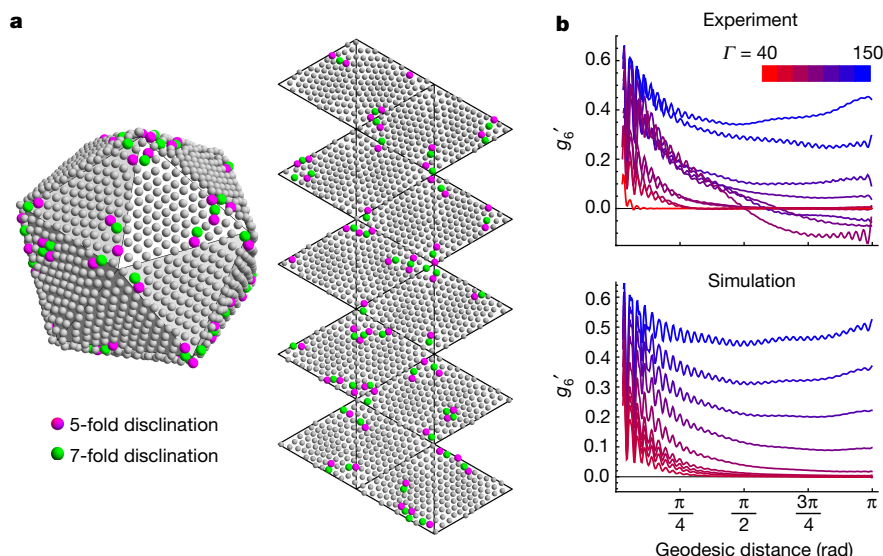 a
5-fold disclination
7-fold disclination
b
Experiment
Γ = 40
150
0.6
0.4
g6′
0.2
0.0
Simulation
0.6
0.5
0.4
g6′
0.3
0.2
0.1
0.0
π/4
π/2
3π/4
π
Geodesic distance (rad)